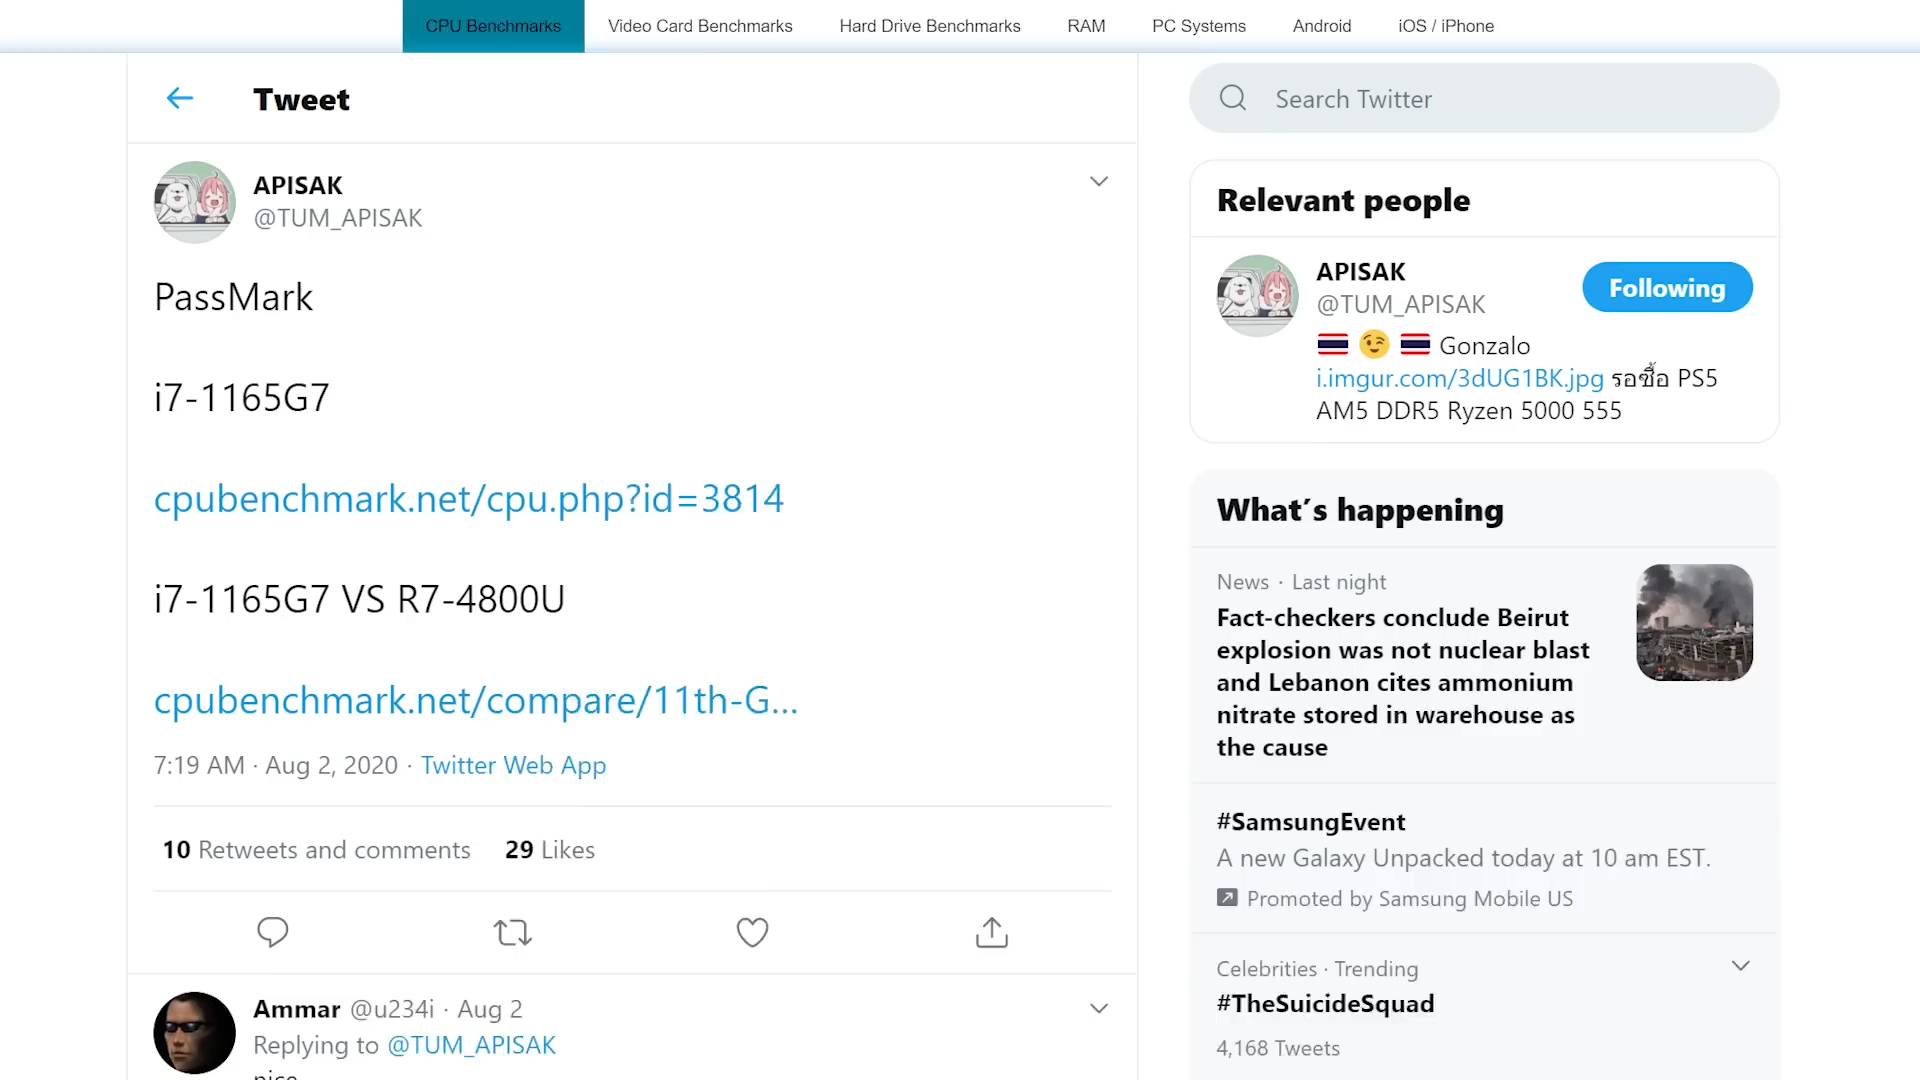 CPU Benchmarks Video Card Benchmarks Hard Drive Benchmarks RAM PC Systems Android iOS / iPhone
Tweet
APISAK
@TUM_APISAK
PassMark
i7-1165G7
cpubenchmark.net/cpu.php?id=3814
i7-1165G7 VS R7-4800U
cpubenchmark.net/compare/11th-G...
7:19 AM · Aug 2, 2020 · Twitter Web App
10 Retweets and comments 29 Likes
Ammar @u234i · Aug 2
Replying to @TUM_APISAK
nice
Search Twitter
Relevant people
APISAK
@TUM_APISAK
Following
🇹🇭 😉 🇹🇭 Gonzalo
i.imgur.com/3dUG1BK.jpg รอซื้อ PS5
AM5 DDR5 Ryzen 5000 555
What's happening
News · Last night
Fact-checkers conclude Beirut
explosion was not nuclear blast
and Lebanon cites ammonium
nitrate stored in warehouse as
the cause
#SamsungEvent
A new Galaxy Unpacked today at 10 am EST.
Promoted by Samsung Mobile US
Celebrities · Trending
#TheSuicideSquad
4,168 Tweets